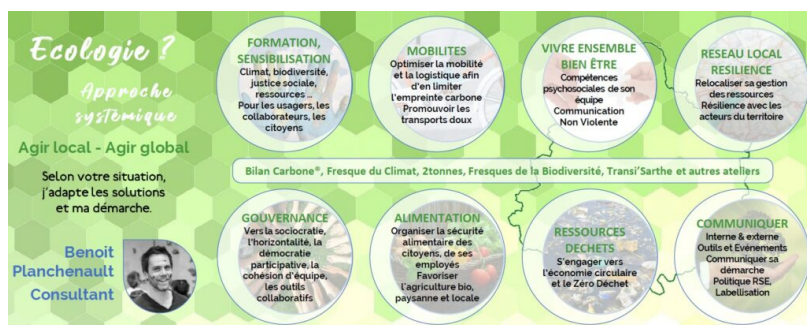 Ecologie ?
Approche
systémique
Agir local - Agir global
Selon votre situation,
j'adapte les solutions
et ma démarche.
Benoit
Planchenault
Consultant
FORMATION,
SENSIBILISATION
Climat, biodiversité,
justice sociale,
ressources ...
Pour les usagers, les
collaborateurs, les
citoyens
MOBILITES
Optimiser la mobilité
et la logistique afin
d'en limiter
l'empreinte carbone
Promouvoir les
transports doux
VIVRE ENSEMBLE
BIEN ÊTRE
Compétences
psychosociales de son
équipe
Communication
Non Violente
RESEAU LOCAL
RESILIENCE
Relocaliser sa gestion
des ressources
Résilience avec les
acteurs du territoire
Bilan Carbone®, Fresque du Climat, 2tonnes, Fresques de la Biodiversité, Transi'Sarthe et autres ateliers
GOUVERNANCE
Vers la sociocratie,
l'horizontalité, la
démocratie
participative, la
cohésion d'équipe,
les outils
collaboratifs
ALIMENTATION
Organiser la sécurité
alimentaire des
citoyens, de ses
employés
Favoriser
l'agriculture bio,
paysanne et locale
RESSOURCES
DECHETS
S'engager vers
l'économie circulaire
et le Zéro Déchet
COMMUNIQUER
Interne & externe
Outils et Evénements
Communiquer sa
démarche
Politique RSE,
Labellisation